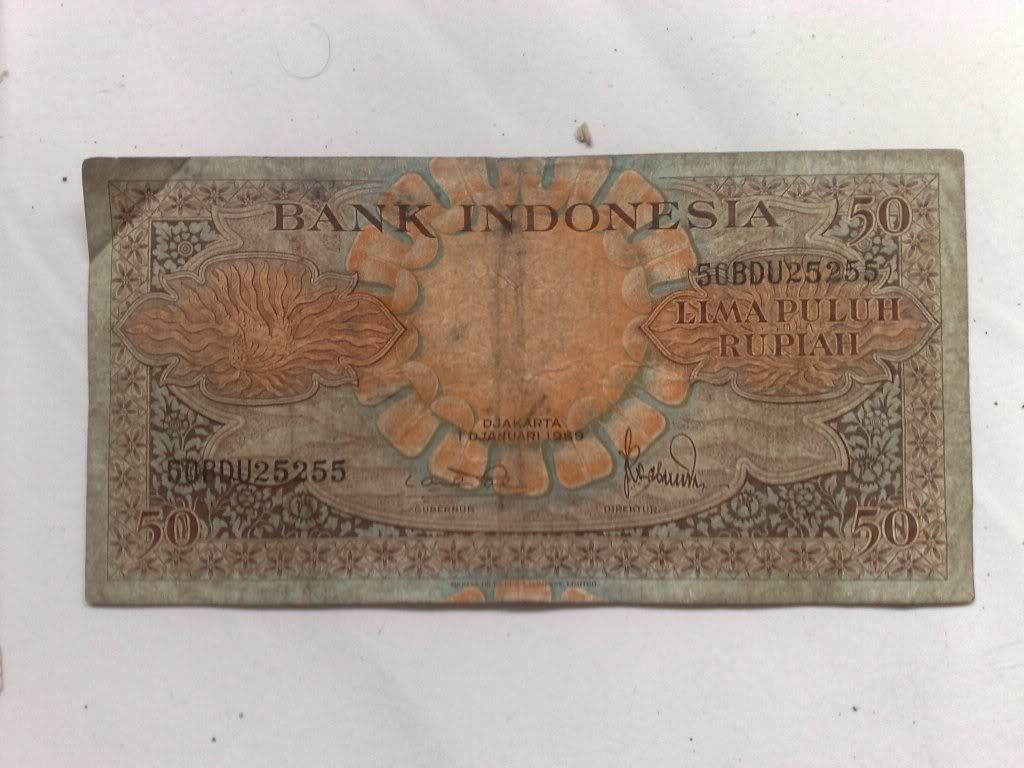 BANK INDONESIA
50
50BDU25255
LIMA PULUH
RUPIAH
DJAKARTA
1 DJANUARI 1959
50BDU25255
GUBERNUR
DIREKTUR
50
50